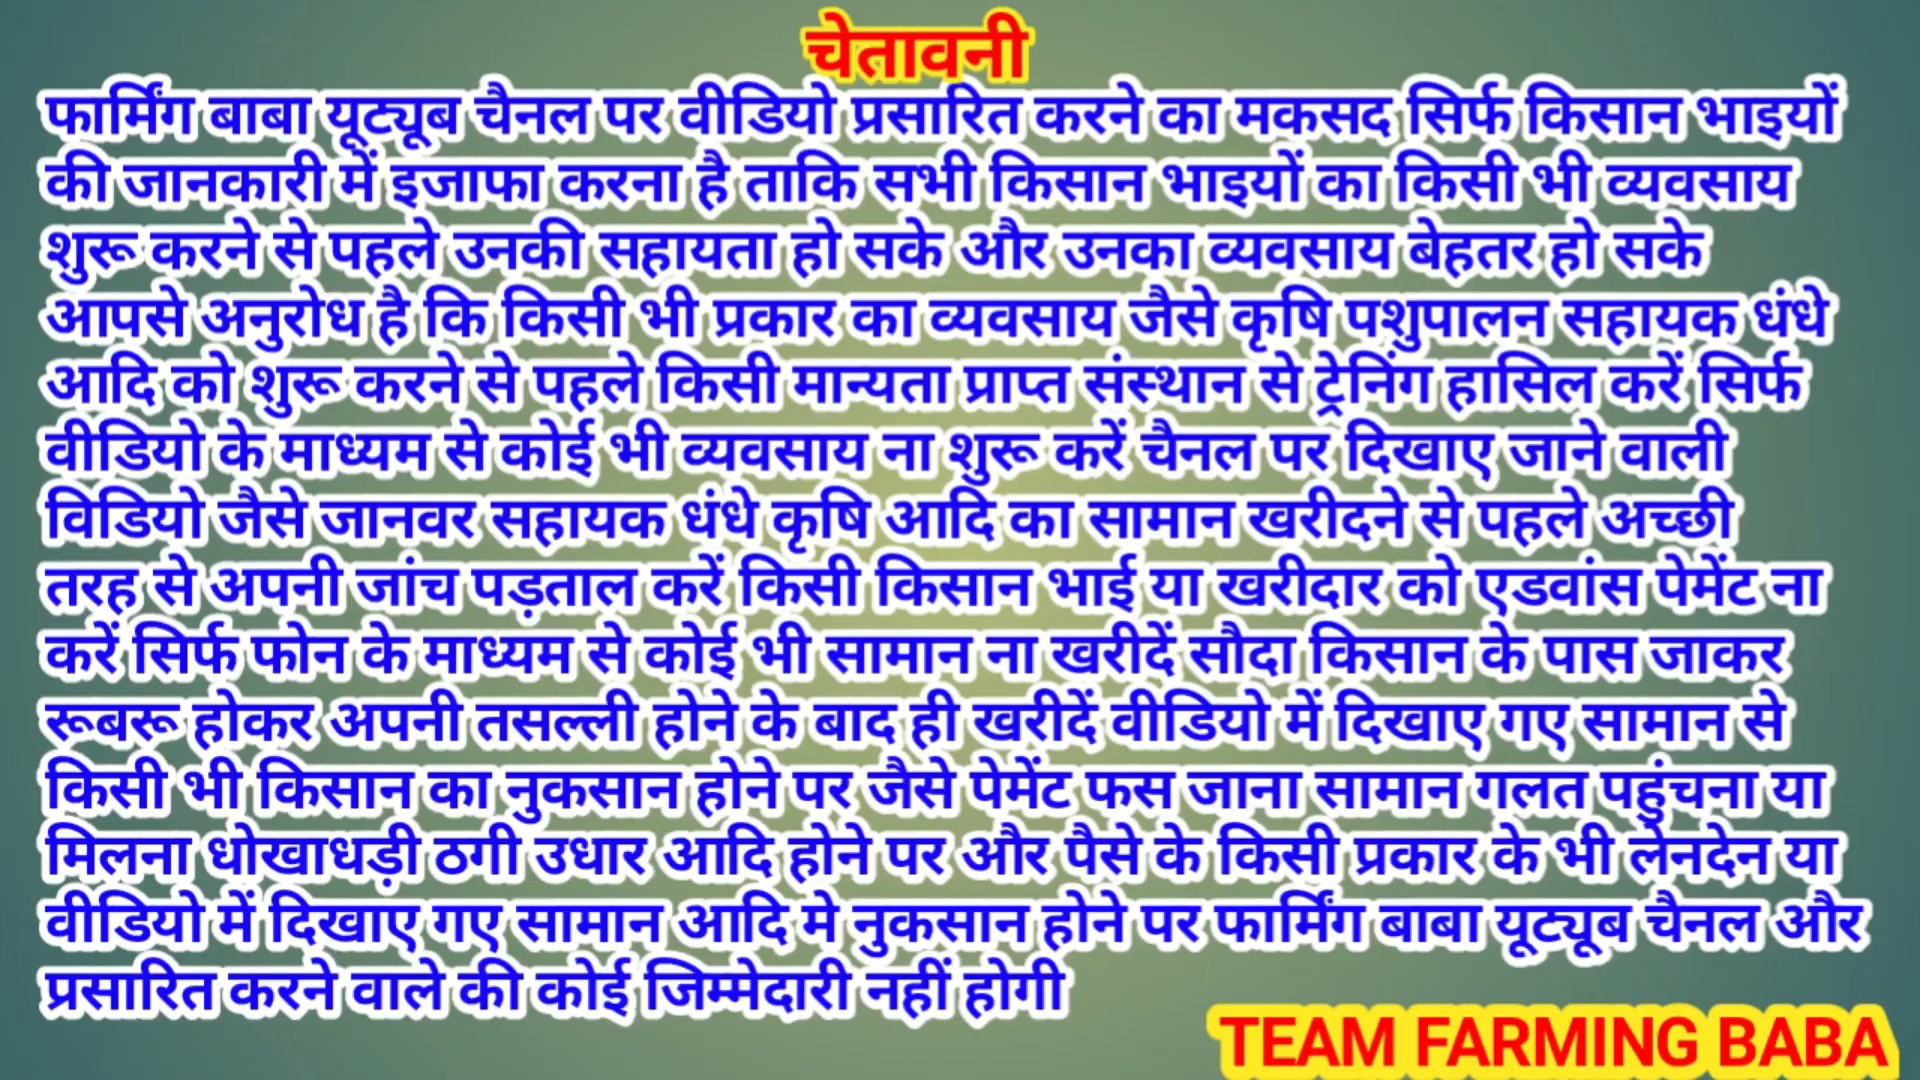 चेतावनी
फार्मिंग बाबा यूट्यूब चैनल पर वीडियो प्रसारित करने का मकसद सिर्फ किसान भाइयों
की जानकारी में इजाफा करना है ताकि सभी किसान भाइयों का किसी भी व्यवसाय
शुरू करने से पहले उनकी सहायता हो सके और उनका व्यवसाय बेहतर हो सके
आपसे अनुरोध है कि किसी भी प्रकार का व्यवसाय जैसे कृषि पशुपालन सहायक धंधे
आदि को शुरू करने से पहले किसी मान्यता प्राप्त संस्थान से ट्रेनिंग हासिल करें सिर्फ
वीडियो के माध्यम से कोई भी व्यवसाय ना शुरू करें चैनल पर दिखाए जाने वाली
विडियो जैसे जानवर सहायक धंधे कृषि आदि का सामान खरीदने से पहले अच्छी
तरह से अपनी जांच पड़ताल करें किसी किसान भाई या खरीदार को एडवांस पेमेंट ना
करें सिर्फ फोन के माध्यम से कोई भी सामान ना खरीदें सौदा किसान के पास जाकर
रूबरू होकर अपनी तसल्ली होने के बाद ही खरीदें वीडियो में दिखाए गए सामान से
किसी भी किसान का नुकसान होने पर जैसे पेमेंट फस जाना सामान गलत पहुंचना या
मिलना धोखाधड़ी ठगी उधार आदि होने पर और पैसे के किसी प्रकार के भी लेनदेन या
वीडियो में दिखाए गए सामान आदि मे नुकसान होने पर फार्मिंग बाबा यूट्यूब चैनल और
प्रसारित करने वाले की कोई जिम्मेदारी नहीं होगी
TEAM FARMING BABA